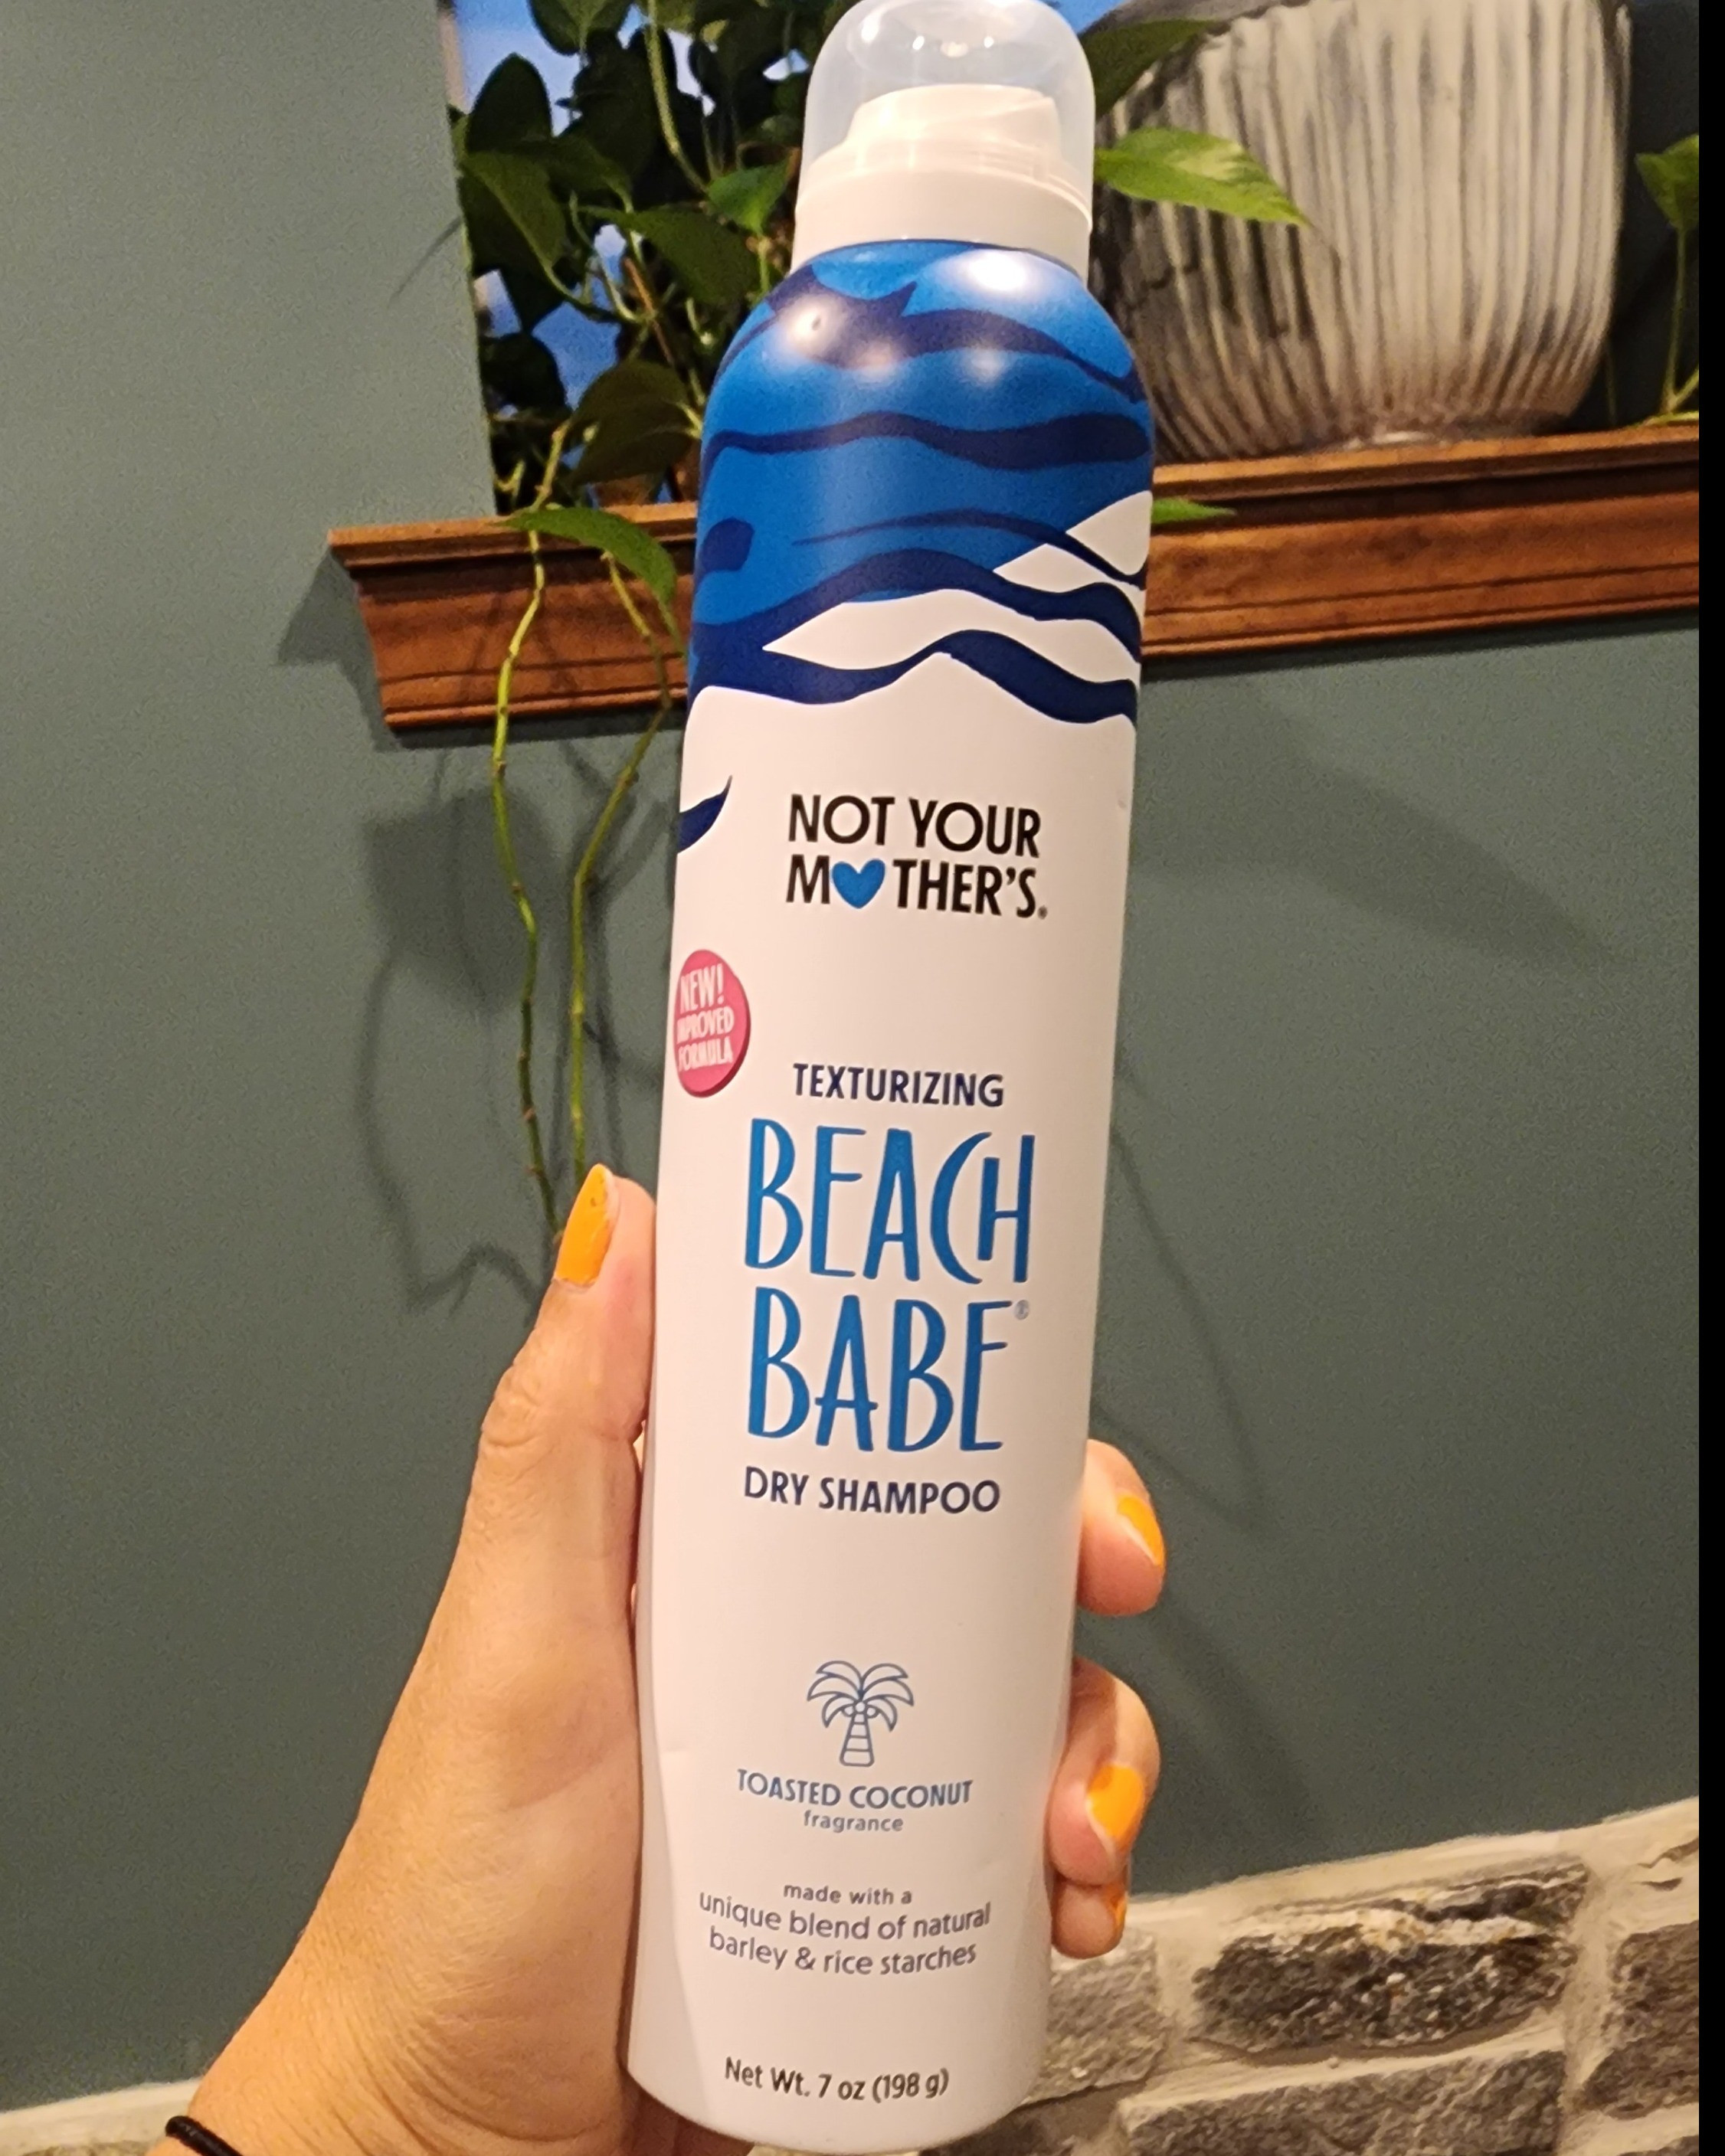 NOT YOUR
MOTHER'S®
NEW!
IMPROVED
FORMULA
TEXTURIZING
BEACH
BABE®
DRY SHAMPOO
TOASTED COCONUT
fragrance
made with a
unique blend of natural
barley & rice starches
Net Wt. 7 oz (198 g)